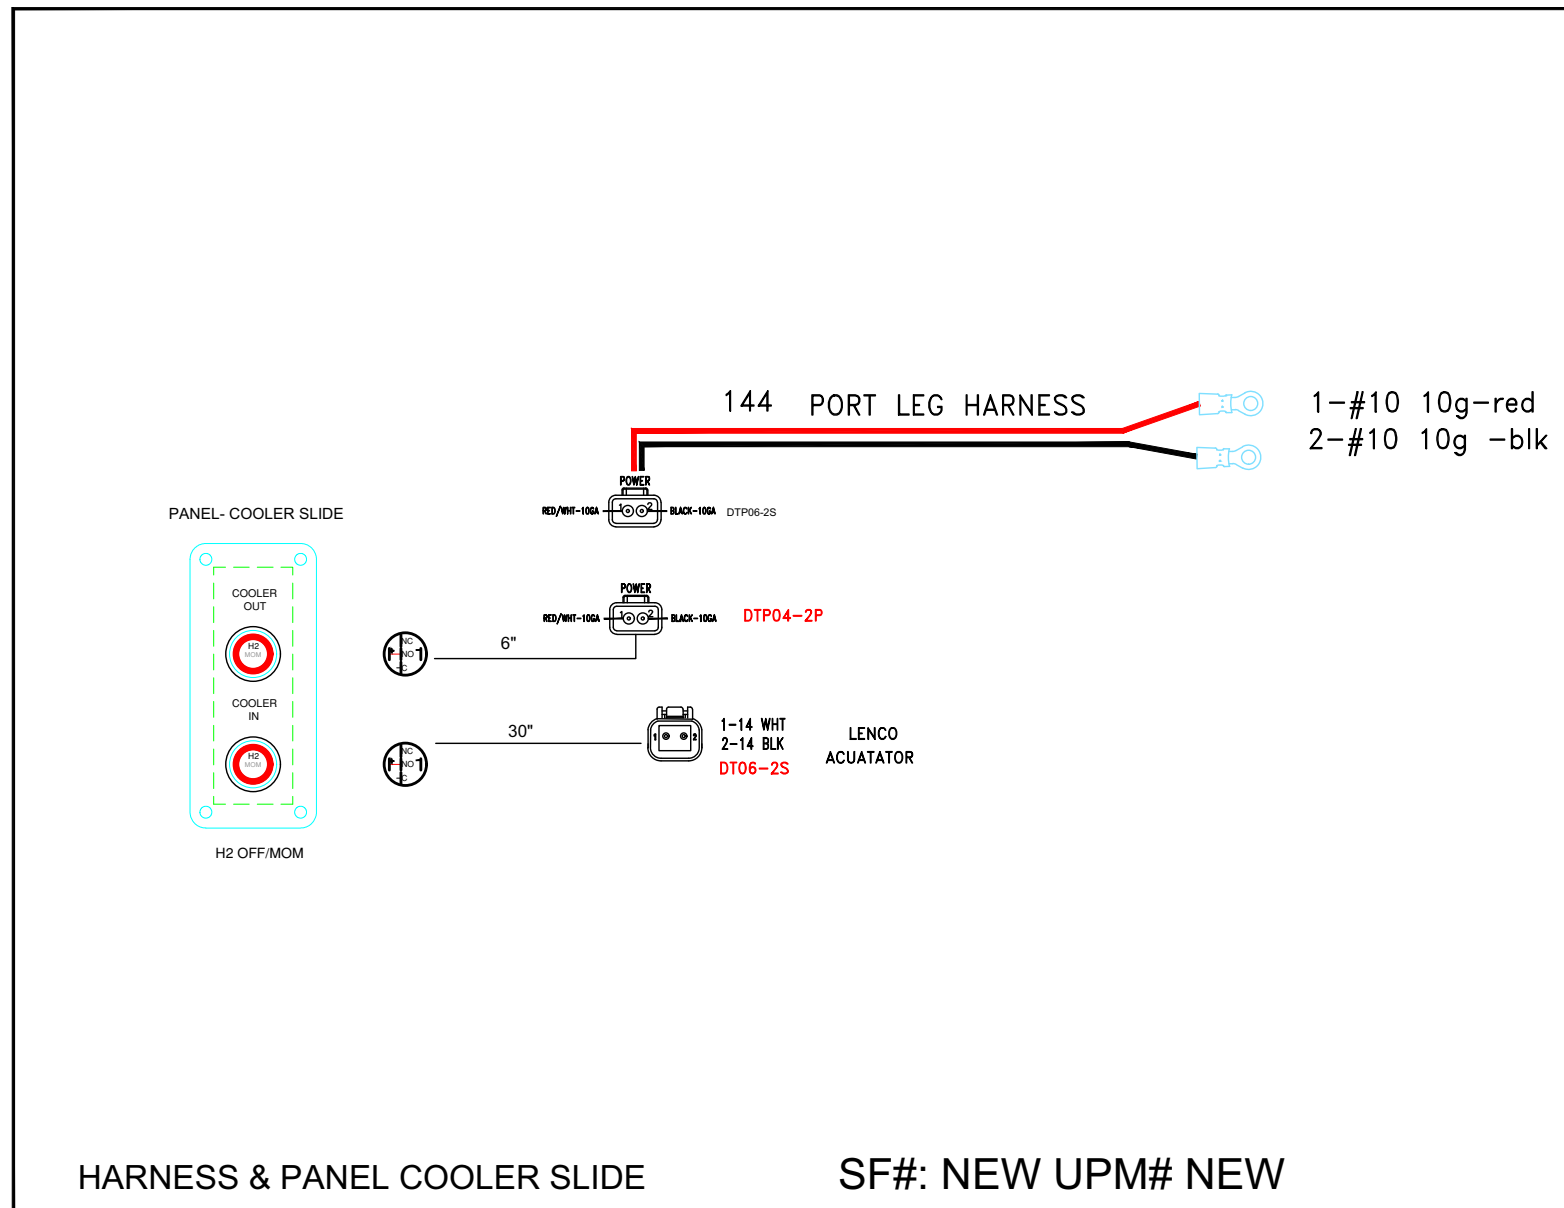 144 PORT LEG HARNESS
1-#10 10g-red
2-#10 10g -blk
POWER
RED/WHT-10GA 1 2 BLACK-10GA DTP06-2S
PANEL- COOLER SLIDE
COOLER
OUT
H2
MOM
POWER
RED/WHT-10GA 1 2 BLACK-10GA DTP04-2P
NC
NO
C
6"
COOLER
IN
H2
MOM
NC
NO
C
30"
1 2
1-14 WHT
2-14 BLK
DT06-2S
LENCO
ACUATATOR
H2 OFF/MOM
HARNESS & PANEL COOLER SLIDE
SF#: NEW UPM# NEW